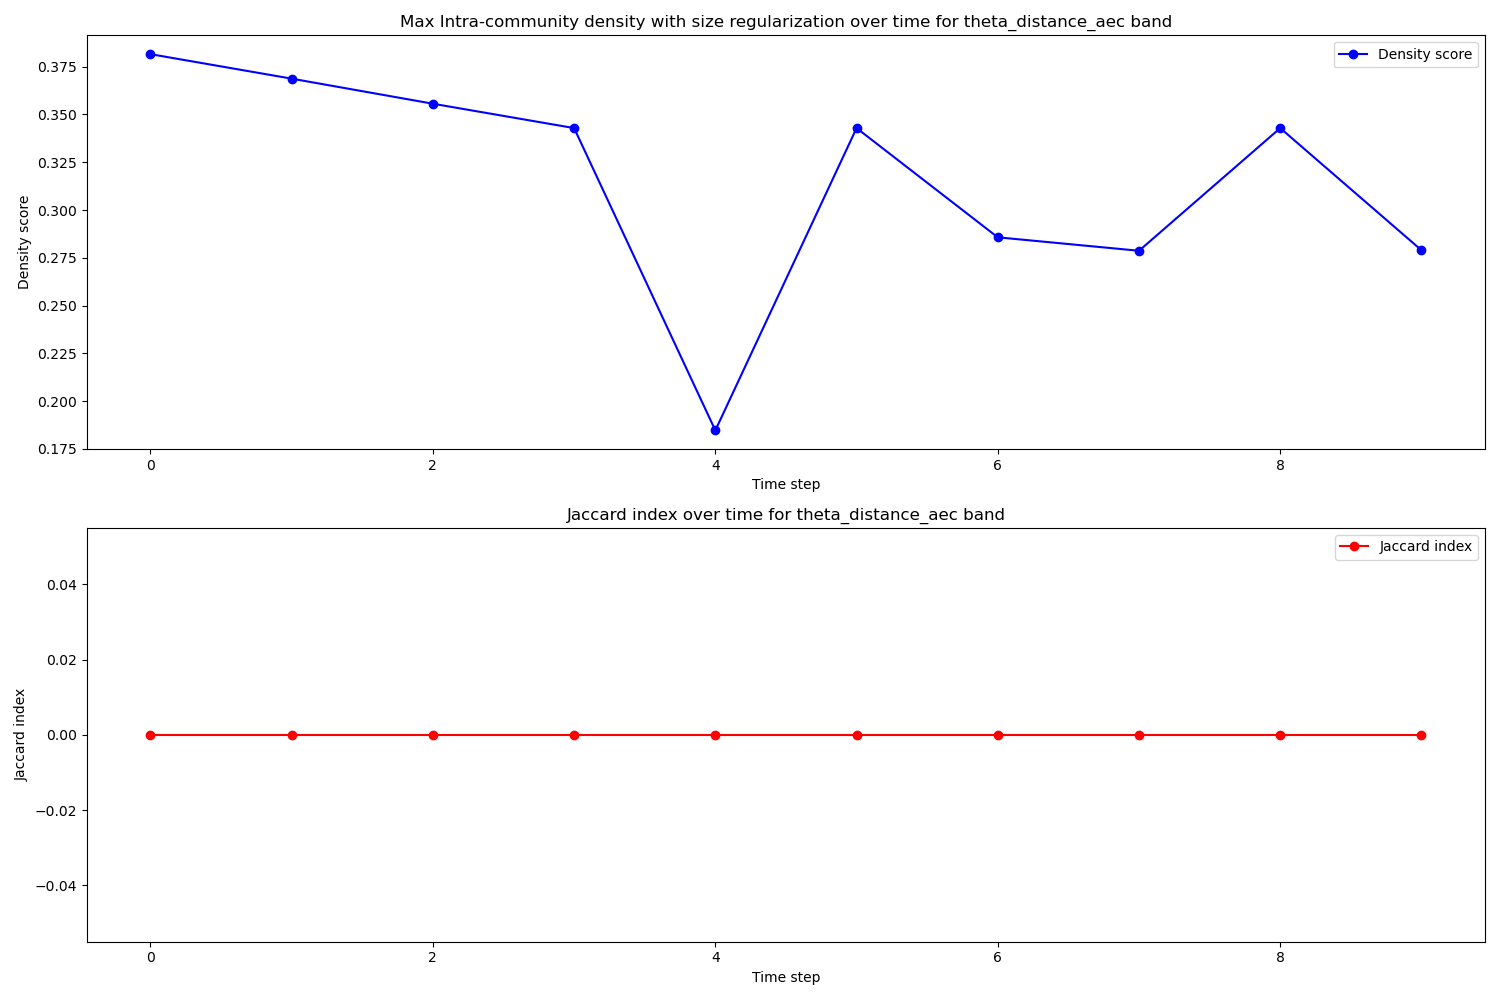 Max Intra-community density with size regularization over time for theta_distance_aec band
Density score
0.375
0.350
0.325
0.300
0.275
0.250
0.225
0.200
0.175
Density score
0 2 4 6 8
Time step
Jaccard index over time for theta_distance_aec band
Jaccard index
0.04
0.02
0.00
−0.02
−0.04
Jaccard index
0 2 4 6 8
Time step